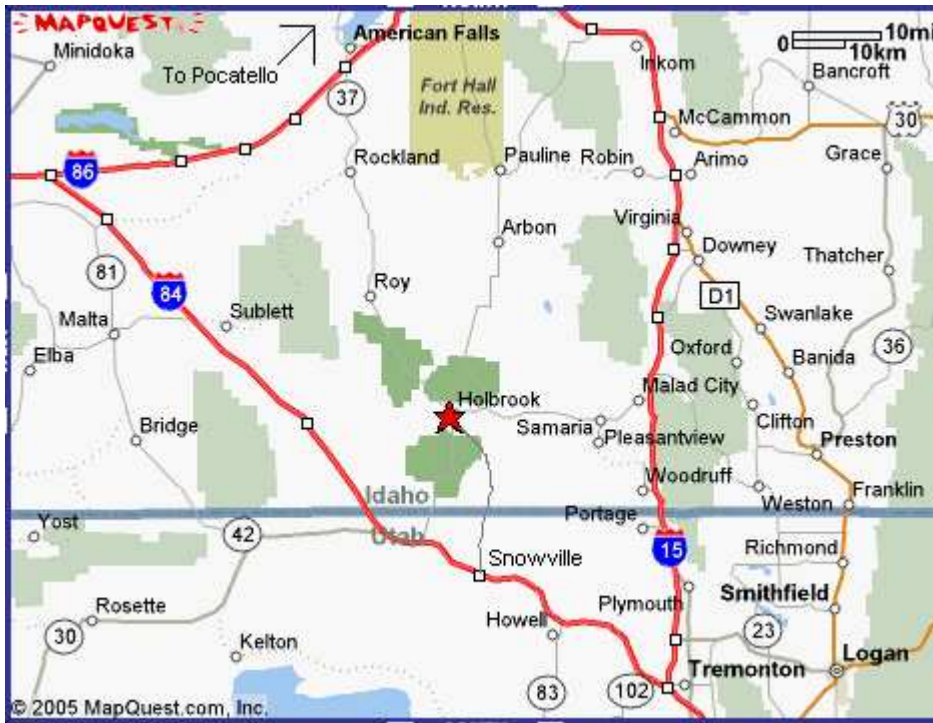 MAPQUEST
Minidoka
American Falls
To Pocatello
Fort Hall
Ind. Res.
37
Inkom
0
10mi
10km
Bancroft
30
McCammon
Grace
86
Rockland
Pauline
Robin
Arimo
Virginia
Arbon
Downey
Thatcher
81
84
Roy
D1
Sublett
Malta
Swanlake
Elba
Oxford
36
Banida
Malad City
Holbrook
Samaria
Clifton
Bridge
Pleasantview
Preston
Woodruff
Idaho
Weston
Franklin
Yost
42
Utah
Portage
15
Richmond
Snowville
Rosette
Plymouth
Smithfield
30
Howell
23
Kelton
Logan
Tremonton
83
102
© 2005 MapQuest.com, Inc.